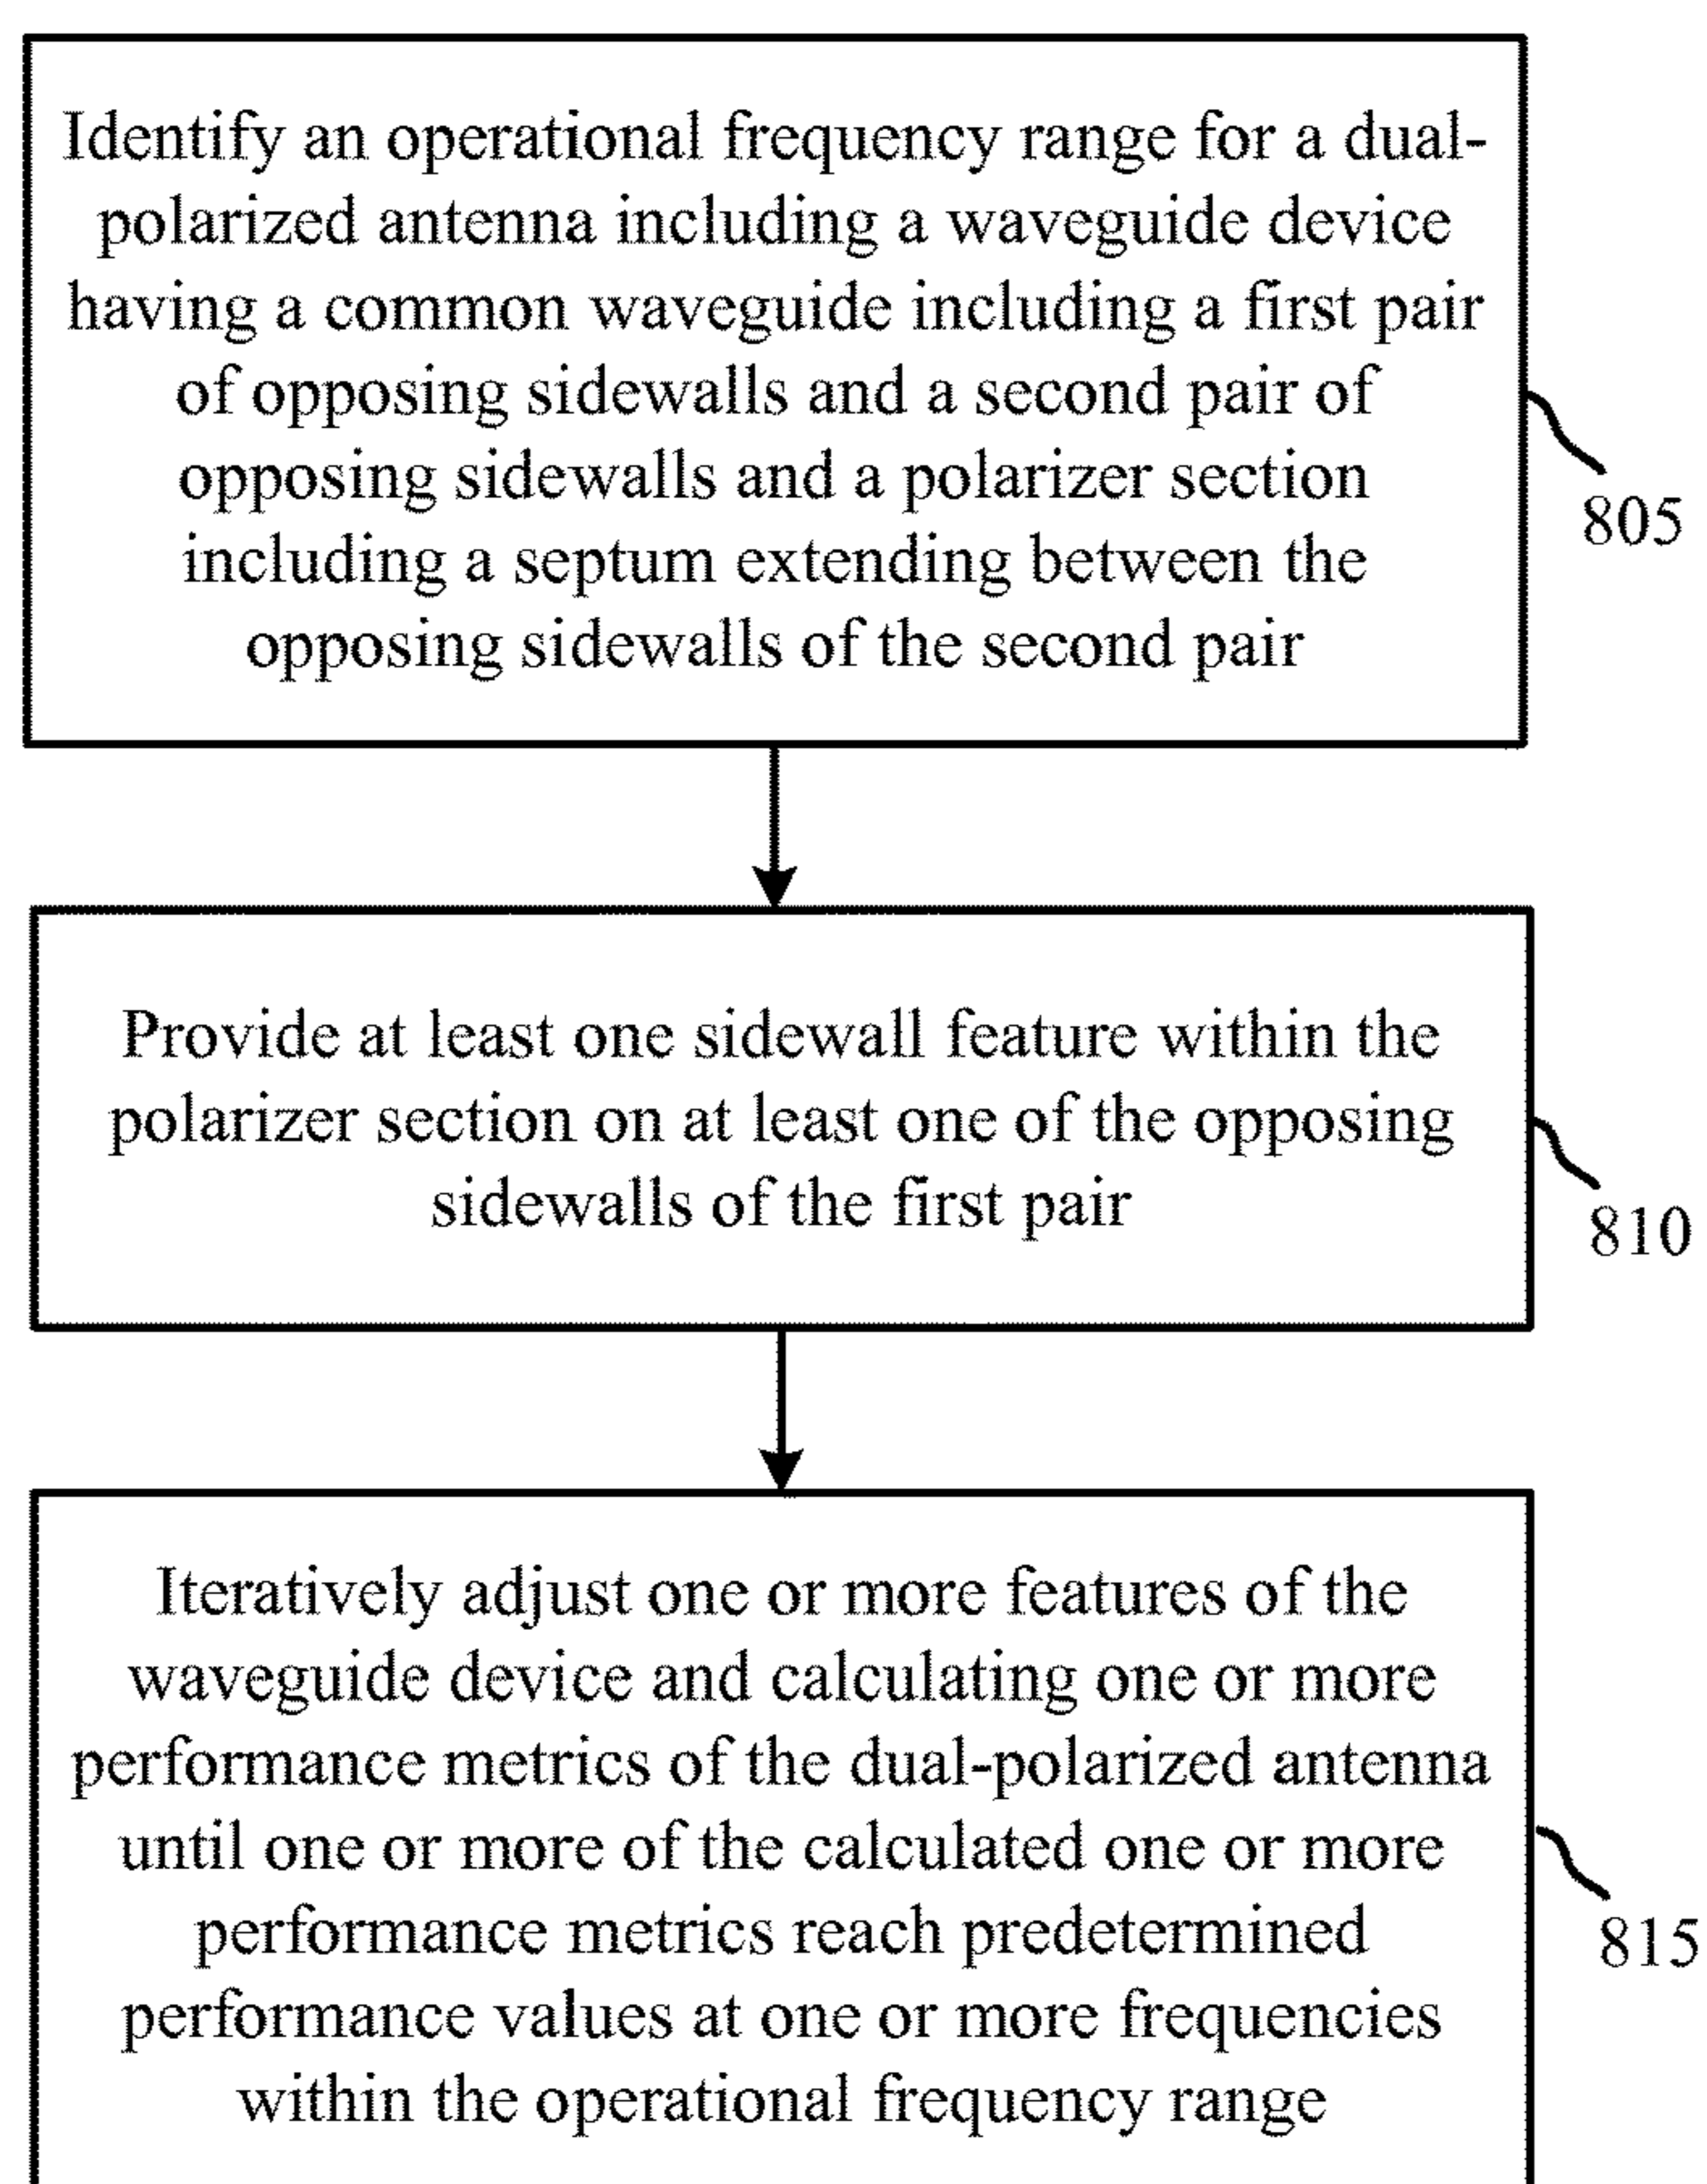 Identify an operational frequency range for a dual-
polarized antenna including a waveguide device
having a common waveguide including a first pair
of opposing sidewalls and a second pair of
opposing sidewalls and a polarizer section
including a septum extending between the
opposing sidewalls of the second pair
805
Provide at least one sidewall feature within the
polarizer section on at least one of the opposing
sidewalls of the first pair
810
Iteratively adjust one or more features of the
waveguide device and calculating one or more
performance metrics of the dual-polarized antenna
until one or more of the calculated one or more
performance metrics reach predetermined
performance values at one or more frequencies
within the operational frequency range
815